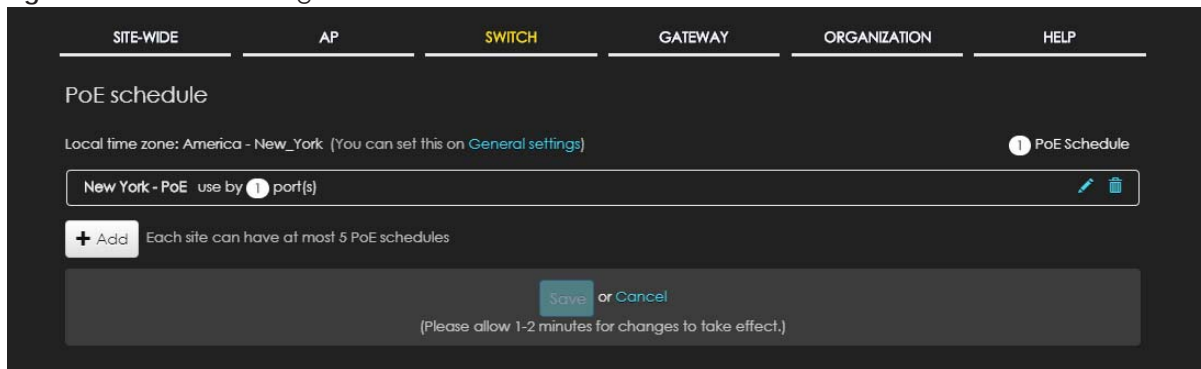 SITE-WIDE AP SWITCH GATEWAY ORGANIZATION HELP
PoE schedule
Local time zone: America - New_York (You can set this on General settings) 1 PoE Schedule
New York - PoE use by 1 port(s)
+ Add Each site can have at most 5 PoE schedules
Save or Cancel
(Please allow 1-2 minutes for changes to take effect.)